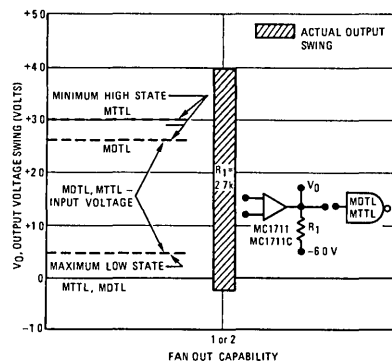 +5.0
+4.0
+3.0
+2.0
+1.0
0
-1.0
VO, OUTPUT VOLTAGE SWING (VOLTS)
ACTUAL OUTPUT
SWING
MINIMUM HIGH STATE
MTTL
MDTL
MDTL, MTTL –
INPUT VOLTAGE
MAXIMUM LOW STATE
MTTL, MDTL
R1 =
2.7k
VO
MC1711
MC1711C
R1
-6.0 V
MDTL
MTTL
1 or 2
FAN OUT CAPABILITY